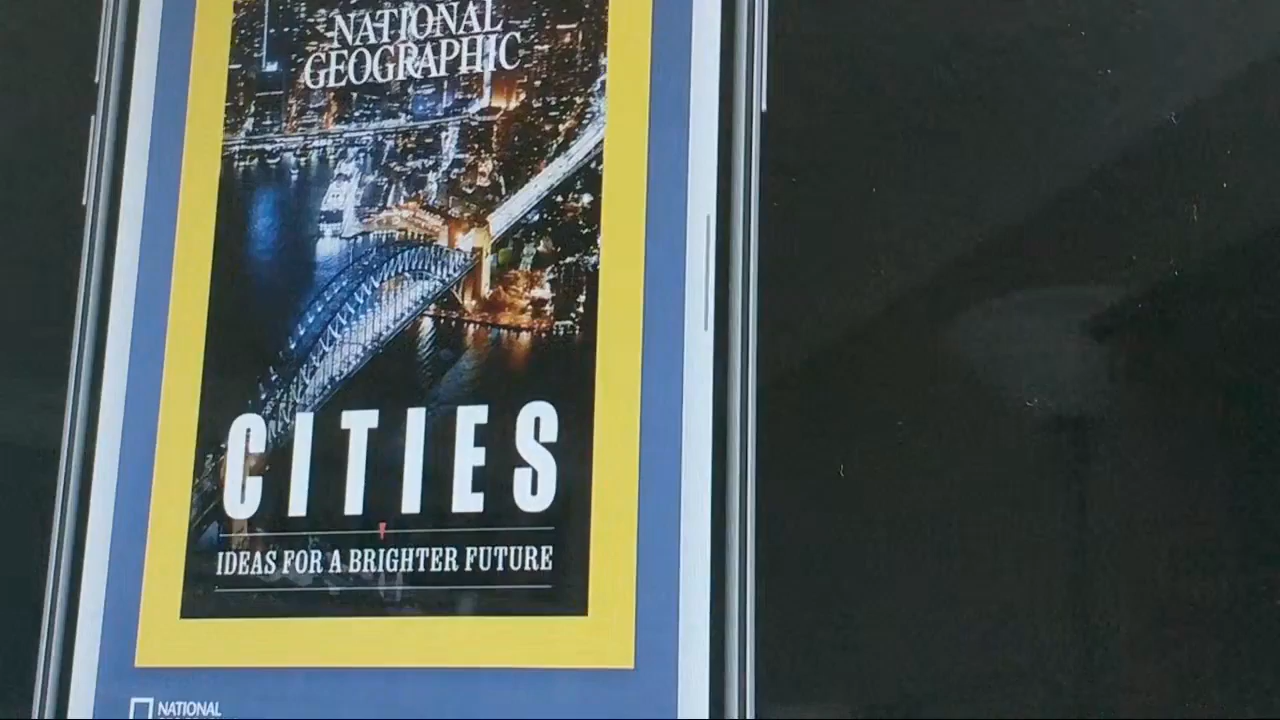 NATIONAL
GEOGRAPHIC
CITIES
IDEAS FOR A BRIGHTER FUTURE
NATIONAL